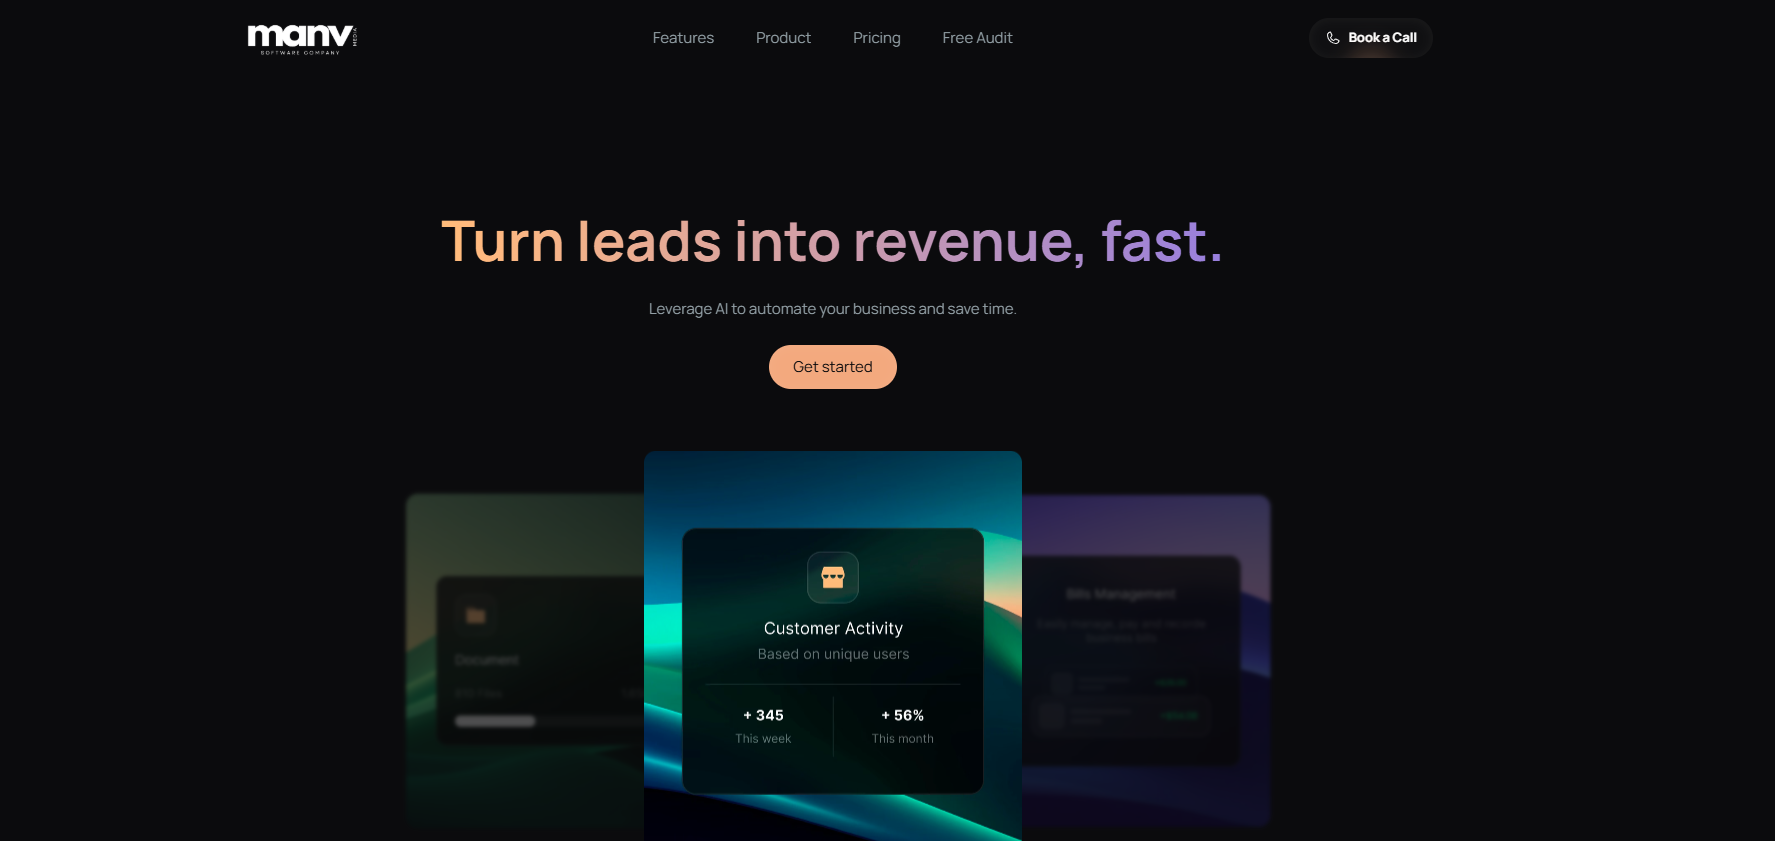 manv
MEDIA
SOFTWARE COMPANY
Features
Product
Pricing
Free Audit
Book a Call
Turn leads into revenue, fast.
Leverage AI to automate your business and save time.
Get started
Customer Activity
Based on unique users
+ 345
+ 56%
This week
This month
Document
Bills Management